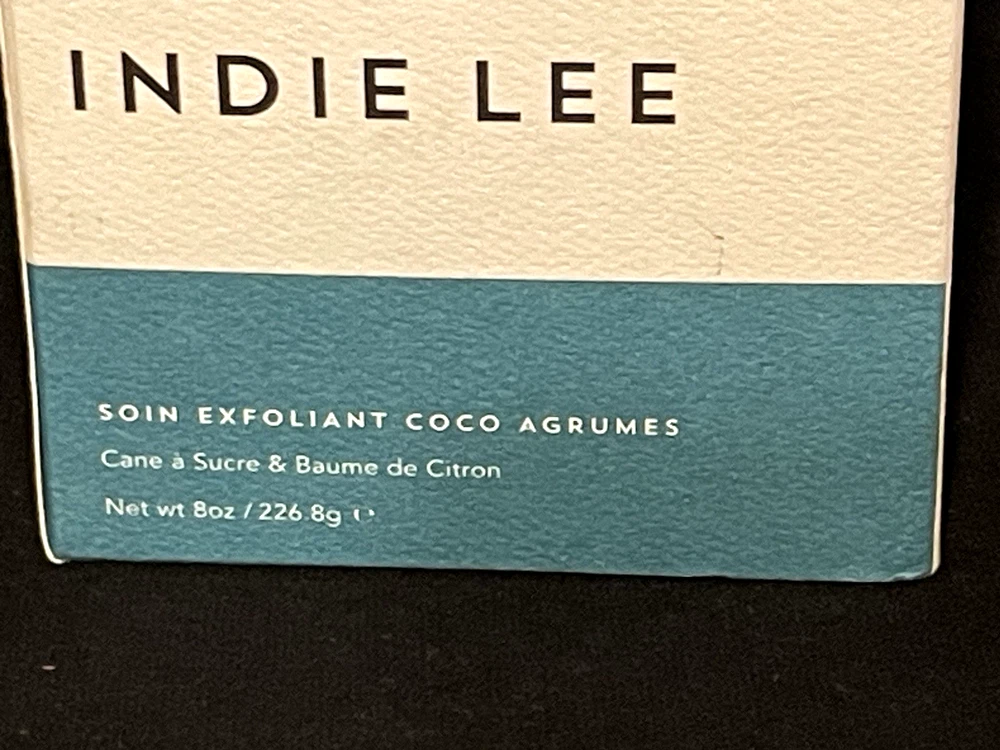 INDIE LEE
SOIN EXFOLIANT COCO AGRUMES
Cane à Sucre & Baume de Citron
Net wt 8oz / 226.8g ℮